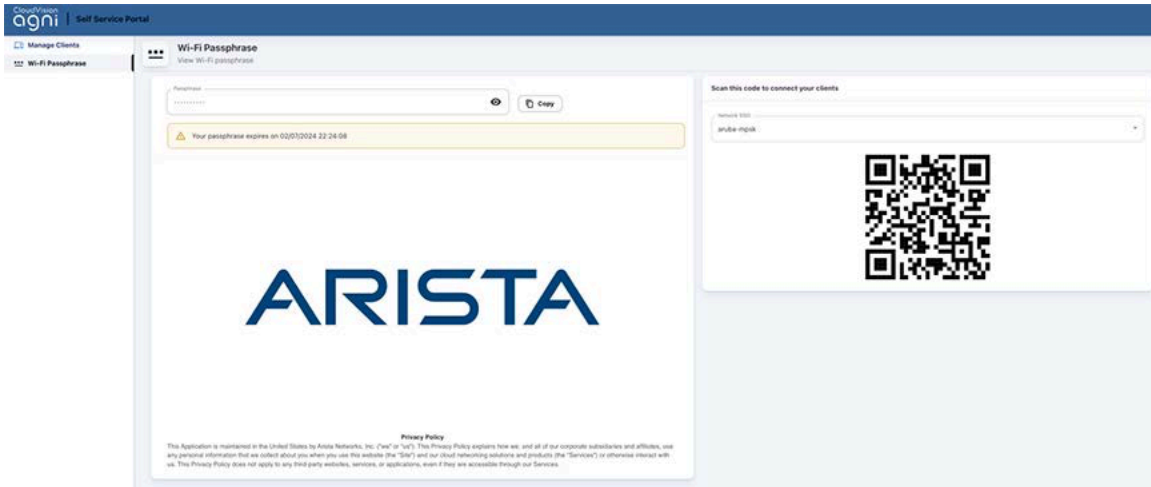 CloudVision
agni | Self Service Portal
Manage Clients
Wi-Fi Passphrase
Wi-Fi Passphrase
View Wi-Fi passphrase
Passphrase
··········
Copy
Your passphrase expires on 02/07/2024 22:24:08
ARISTA
Privacy Policy
This Application is maintained in the United States by Arista Networks, Inc. ("we" or "us"). This Privacy Policy explains how we, and all of our corporate subsidiaries and affiliates, use
any personal information that we collect about you when you use this website (the "Site") and our cloud networking solutions and products (the "Services") or otherwise interact with
us. This Privacy Policy does not apply to any third party websites, services, or applications, even if they are accessible through our Services.
Scan this code to connect your clients
Network SSID
aruba-mpsk